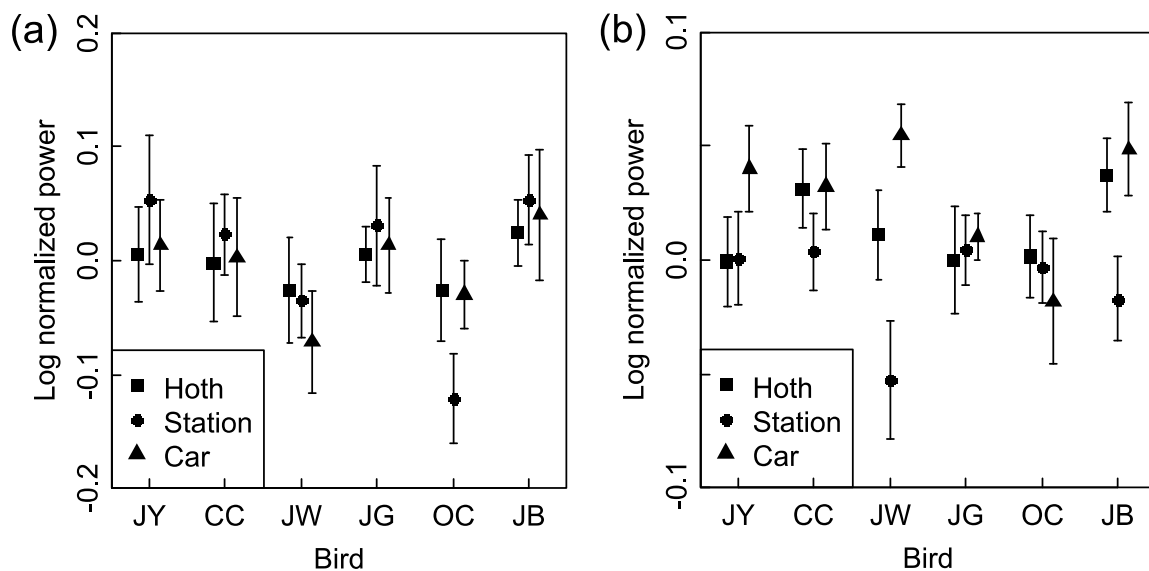 (a)
Log normalized power
0.2
0.1
0.0
-0.1
-0.2
Hoth
Station
Car
JY CC JW JG OC JB
Bird
(b)
Log normalized power
0.1
0.0
-0.1
Hoth
Station
Car
JY CC JW JG OC JB
Bird